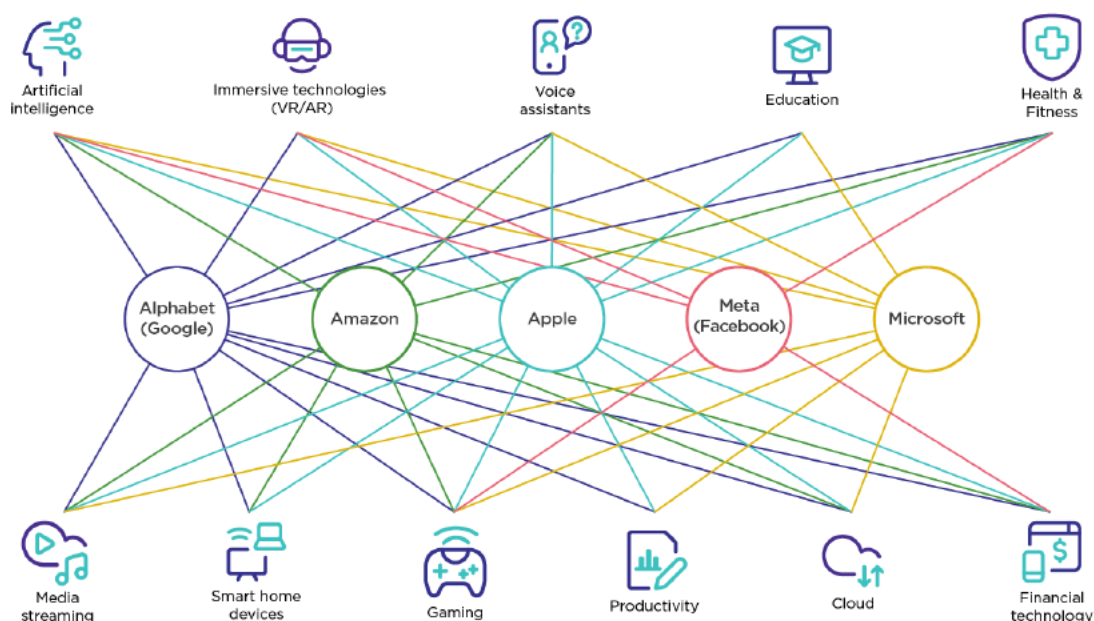 Artificial
intelligence
Immersive technologies
(VR/AR)
?
Voice
assistants
Education
Health &
Fitness
Alphabet
(Google)
Amazon
Apple
Meta
(Facebook)
Microsoft
Media
streaming
Smart home
devices
Gaming
Productivity
Cloud
$
Financial
technology